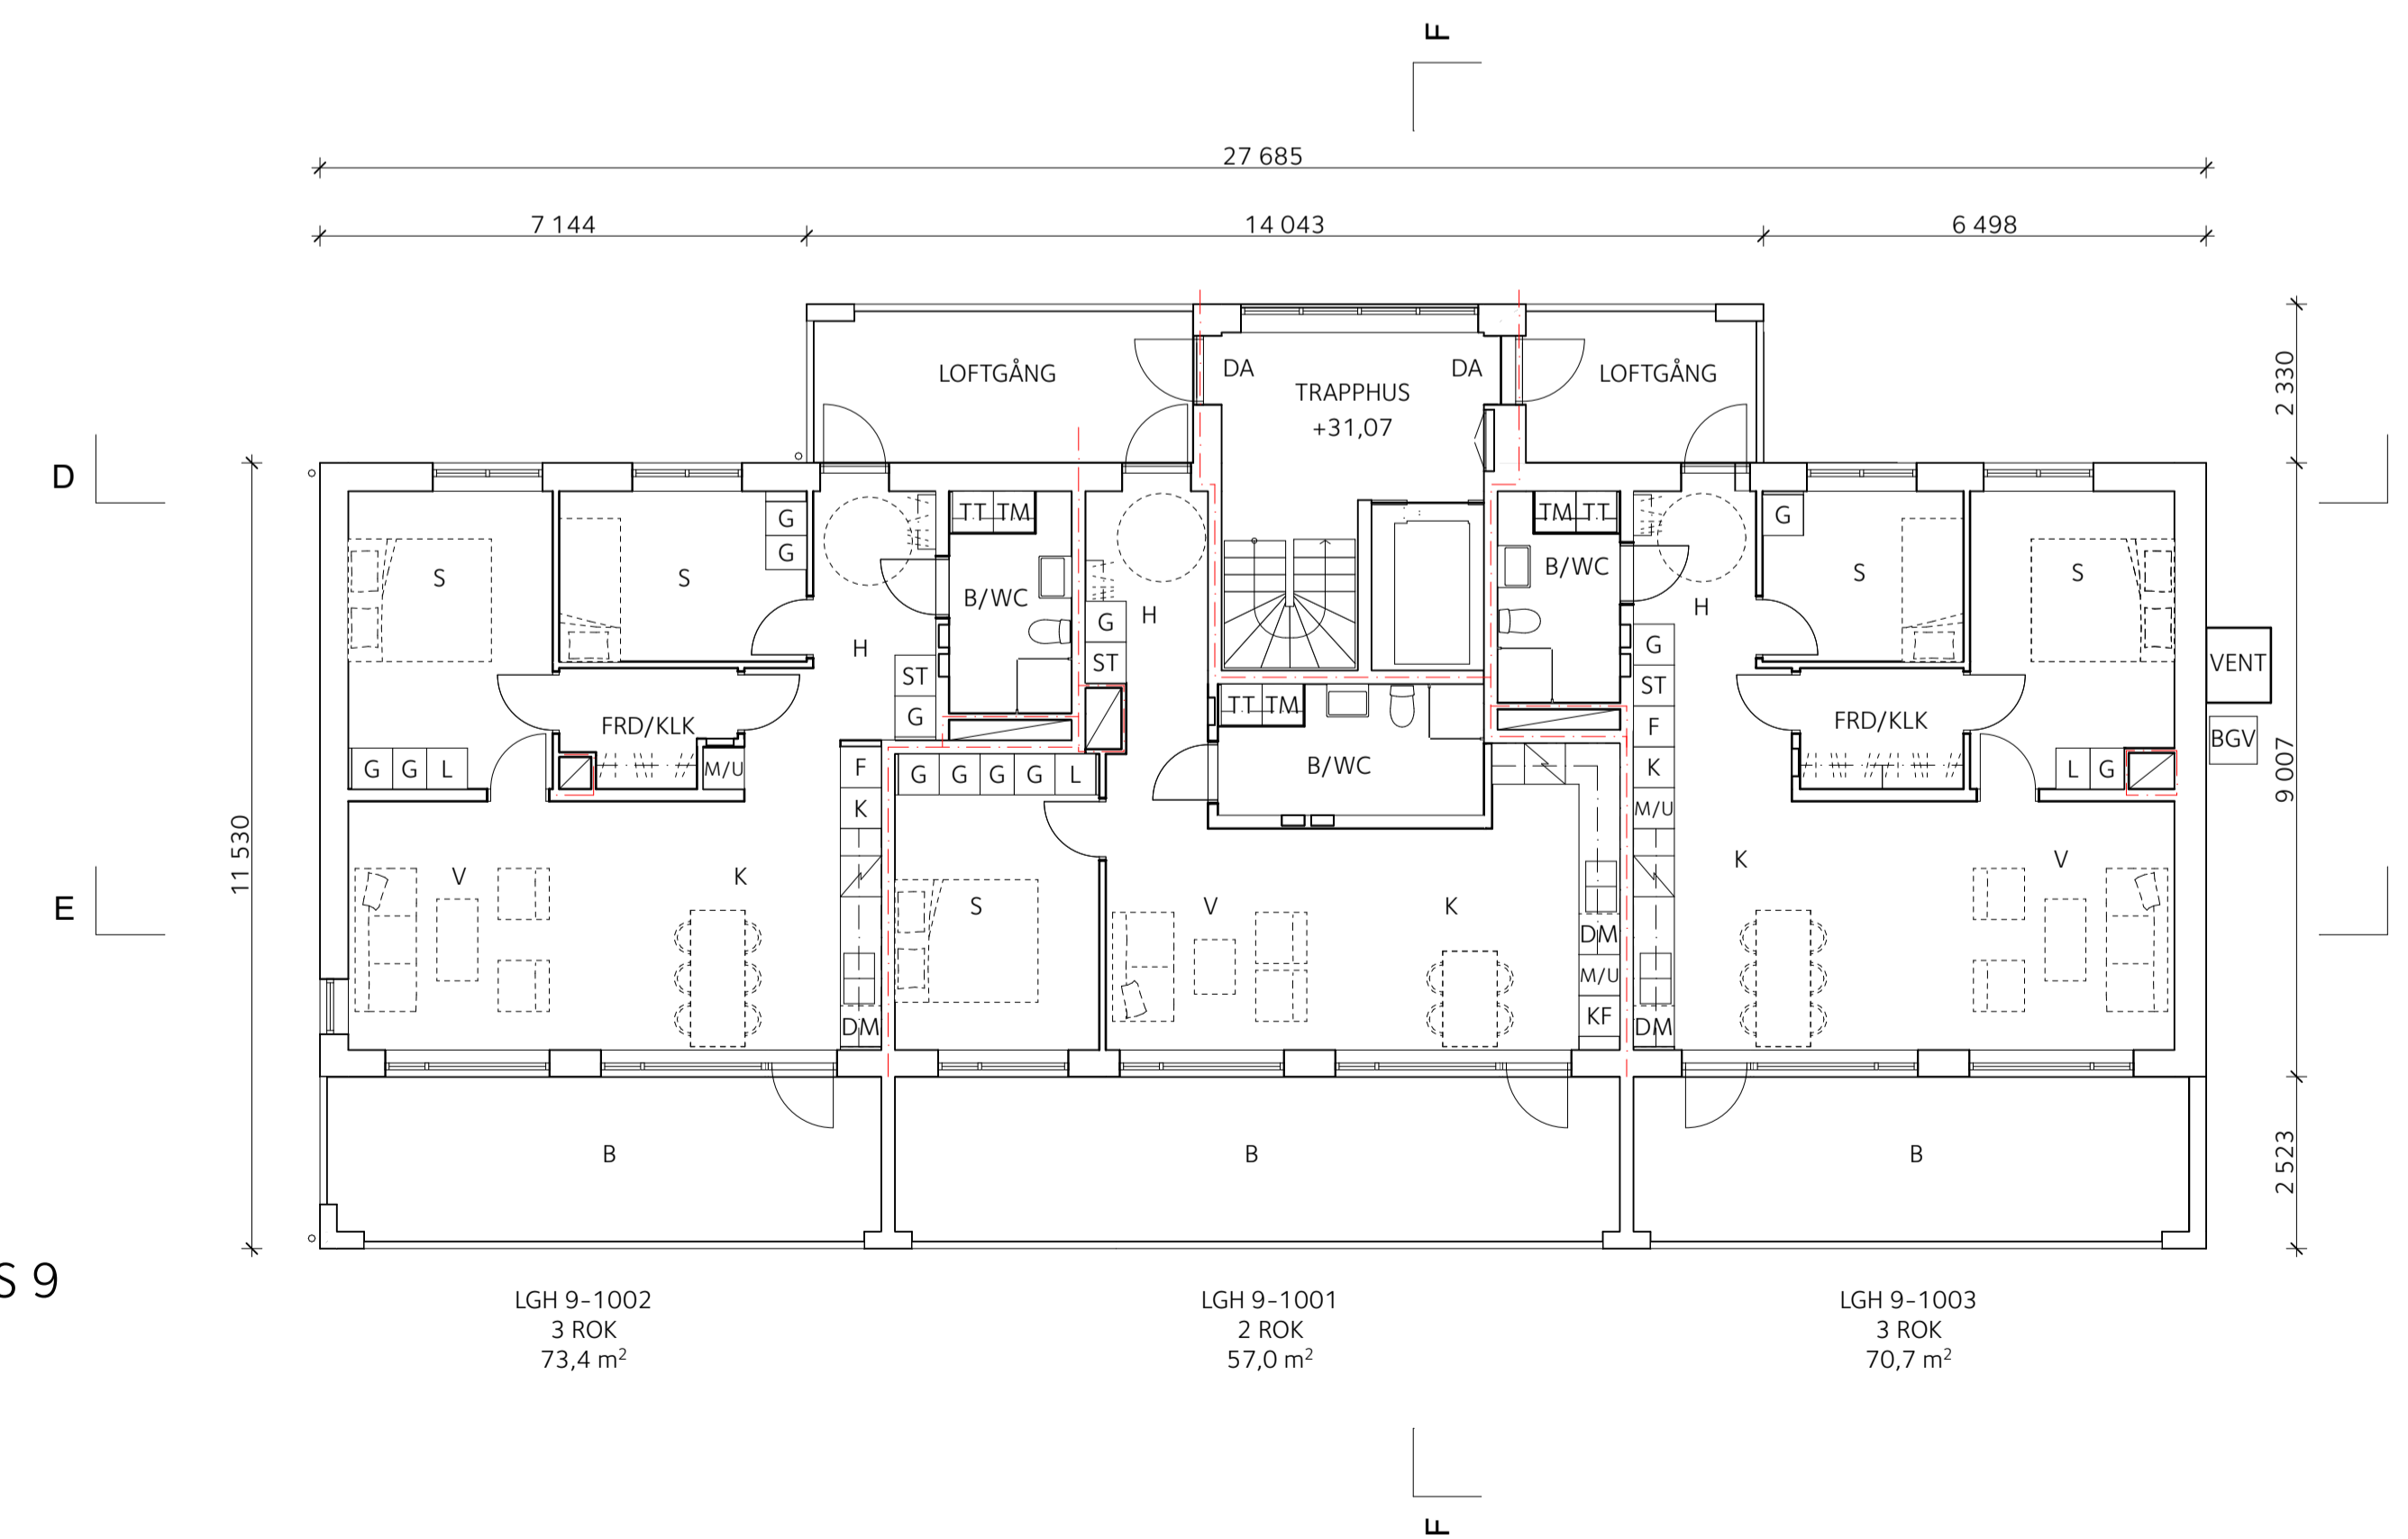 F
27 685
7 144
14 043
6 498
2 330
LOFTGÅNG
DA
TRAPPHUS
+31,07
DA
LOFTGÅNG
D
S
S
G
G
TT
TM
B/WC
H
ST
G
G
ST
H
TM
TT
B/WC
H
G
S
S
VENT
BGV
FRD/KLK
G
G
L
M/U
F
K
G
G
G
G
L
TT
TM
B/WC
G
ST
F
K
M/U
FRD/KLK
L
G
9 007
11 530
E
V
K
DM
S
V
K
DM
M/U
KF
DM
K
V
B
B
B
2 523
S 9
LGH 9-1002
3 ROK
73,4 m²
LGH 9-1001
2 ROK
57,0 m²
LGH 9-1003
3 ROK
70,7 m²
F